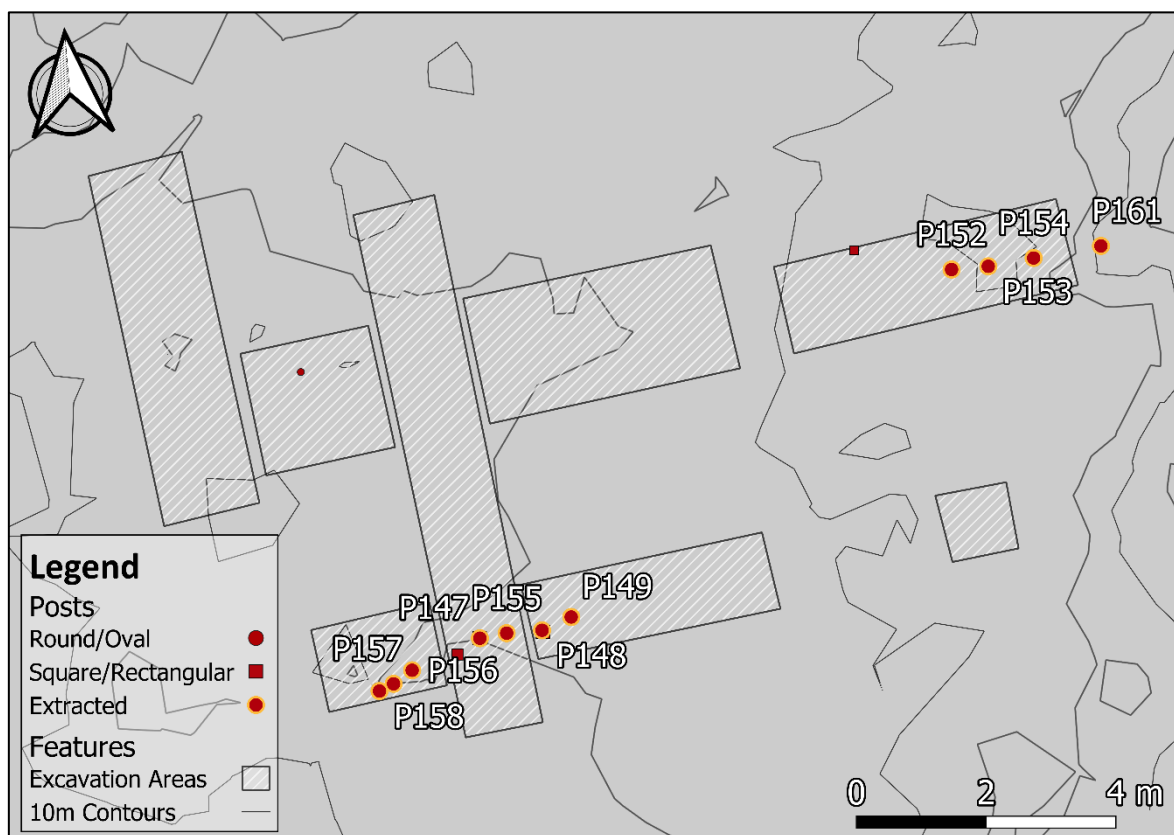 P161
P154
P152
P153
P149
P155
P147
P148
P157
P156
P158
Legend
Posts
Round/Oval
Square/Rectangular
Extracted
Features
Excavation Areas
10m Contours
0 2 4 m